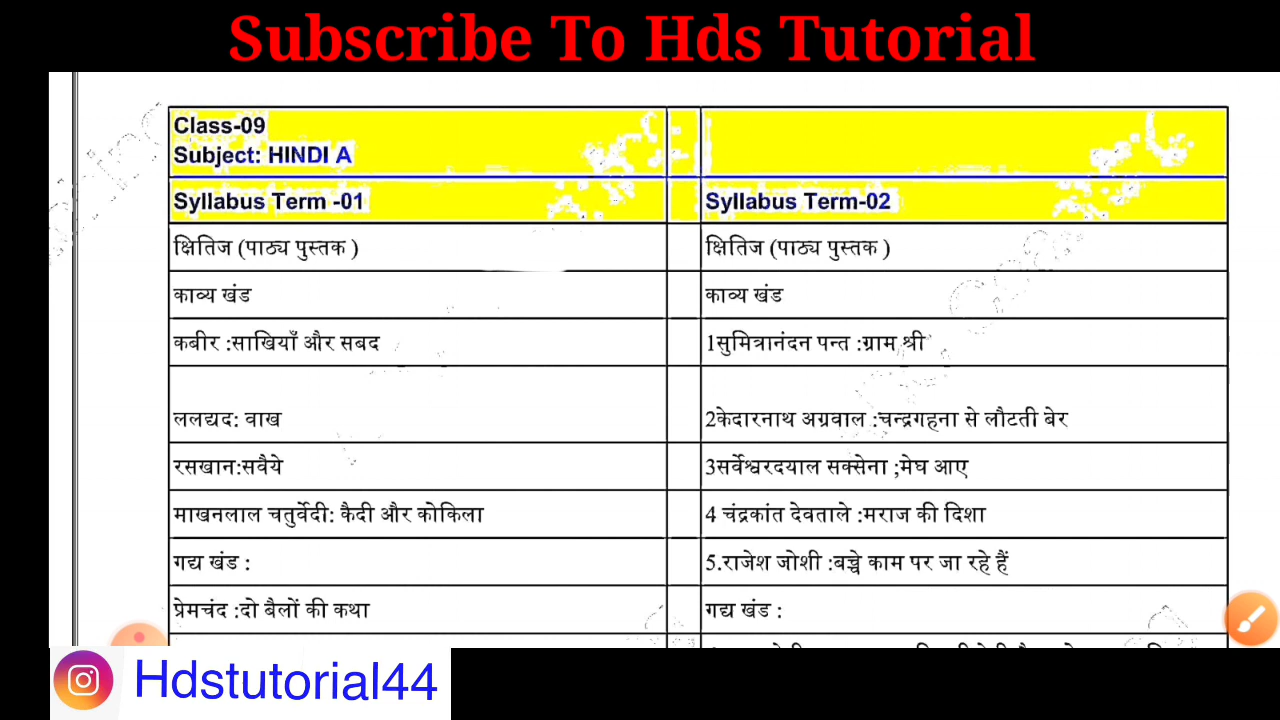 Subscribe To Hds Tutorial
Class-09
Subject: HINDI A
Syllabus Term -01
Syllabus Term-02
क्षितिज (पाठ्य पुस्तक )
क्षितिज (पाठ्य पुस्तक )
काव्य खंड
काव्य खंड
कबीर :साखियाँ और सबद
1सुमित्रानंदन पन्त :ग्राम श्री
ललद्यद: वाख
2केदारनाथ अग्रवाल :चन्द्रगहना से लौटती बेर
रसखान:सवैये
3सर्वेश्वरदयाल सक्सेना ;मेघ आए
माखनलाल चतुर्वेदी: कैदी और कोकिला
4 चंद्रकांत देवताले :मराज की दिशा
गद्य खंड :
5.राजेश जोशी :बच्चे काम पर जा रहे हैं
प्रेमचंद :दो बैलों की कथा
गद्य खंड :
Hdstutorial44